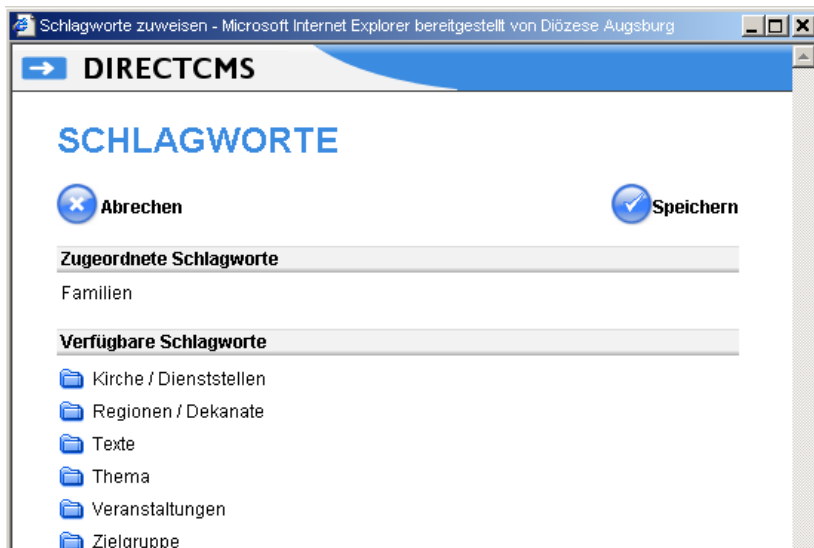 Schlagworte zuweisen - Microsoft Internet Explorer bereitgestellt von Diözese Augsburg
DIRECTCMS
SCHLAGWORTE
Abrechen Speichern
Zugeordnete Schlagworte
Familien
Verfügbare Schlagworte
Kirche / Dienststellen
Regionen / Dekanate
Texte
Thema
Veranstaltungen
Zielgruppe